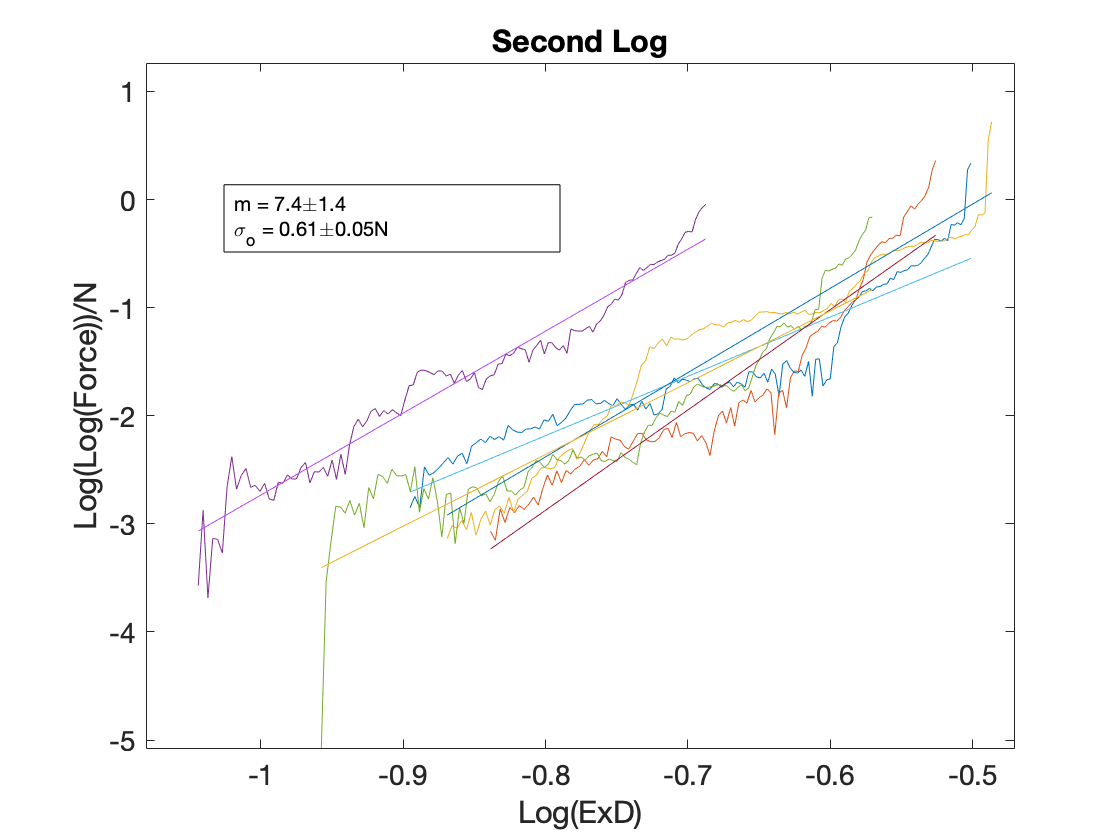 Second Log
m = 7.4±1.4
σo = 0.61±0.05N
Log(Log(Force))/N
1
0
-1
-2
-3
-4
-5
-1
-0.9
-0.8
-0.7
-0.6
-0.5
Log(ExD)